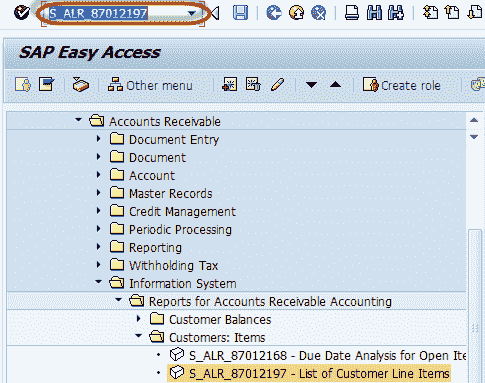 S_ALR_87012197
SAP Easy Access
Other menu
Create role
Accounts Receivable
Document Entry
Document
Account
Master Records
Credit Management
Periodic Processing
Reporting
Withholding Tax
Information System
Reports for Accounts Receivable Accounting
Customer Balances
Customers: Items
S_ALR_87012168 - Due Date Analysis for Open Ite
S_ALR_87012197 - List of Customer Line Items